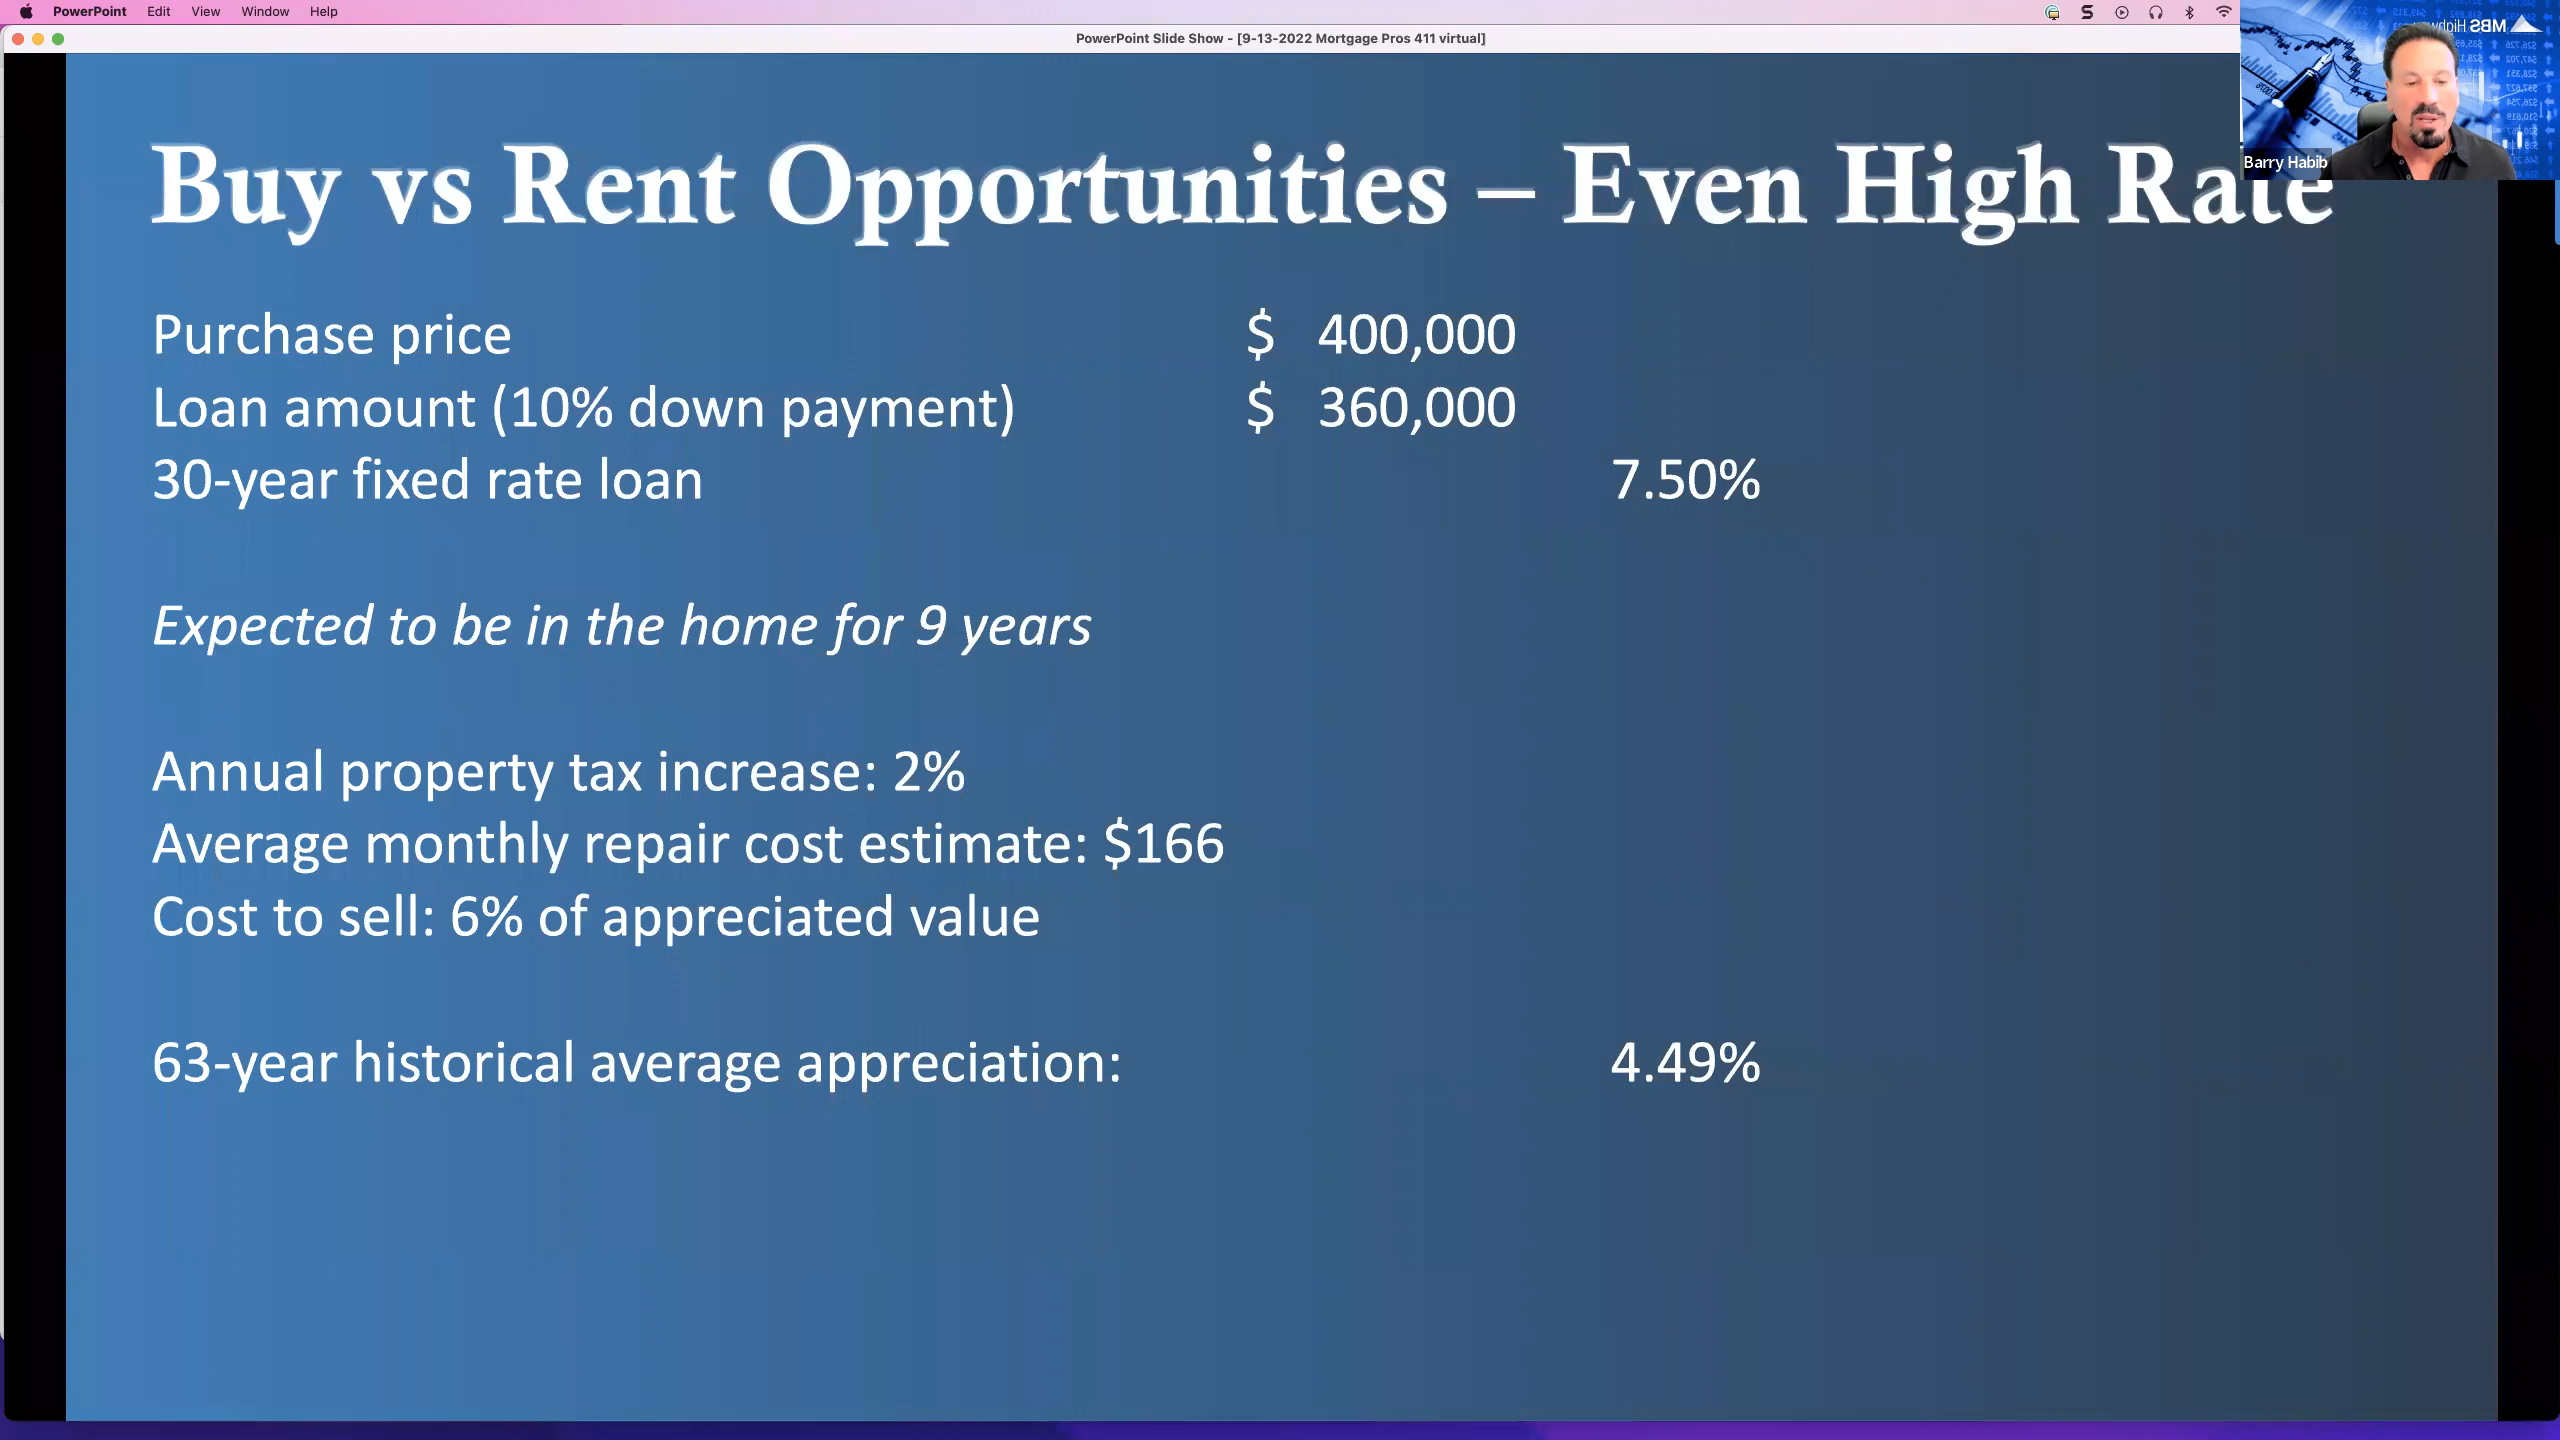 PowerPoint Edit View Window Help
PowerPoint Slide Show - [9-13-2022 Mortgage Pros 411 virtual]
MBS
Barry Habib
Buy vs Rent Opportunities – Even High Rate
Purchase price $ 400,000
Loan amount (10% down payment) $ 360,000
30-year fixed rate loan 7.50%
Expected to be in the home for 9 years
Annual property tax increase: 2%
Average monthly repair cost estimate: $166
Cost to sell: 6% of appreciated value
63-year historical average appreciation: 4.49%